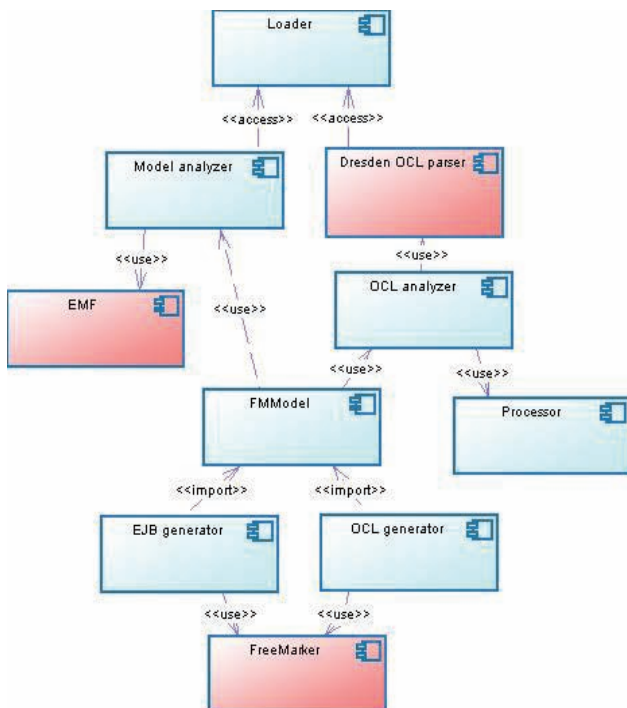 Loader
<<access>>
<<access>>
Model analyzer
Dresden OCL parser
<<use>>
<<use>>
EMF
OCL analyzer
<<use>>
<<use>>
<<use>>
FMModel
Processor
<<import>>
<<import>>
EJB generator
OCL generator
<<use>>
<<use>>
FreeMarker